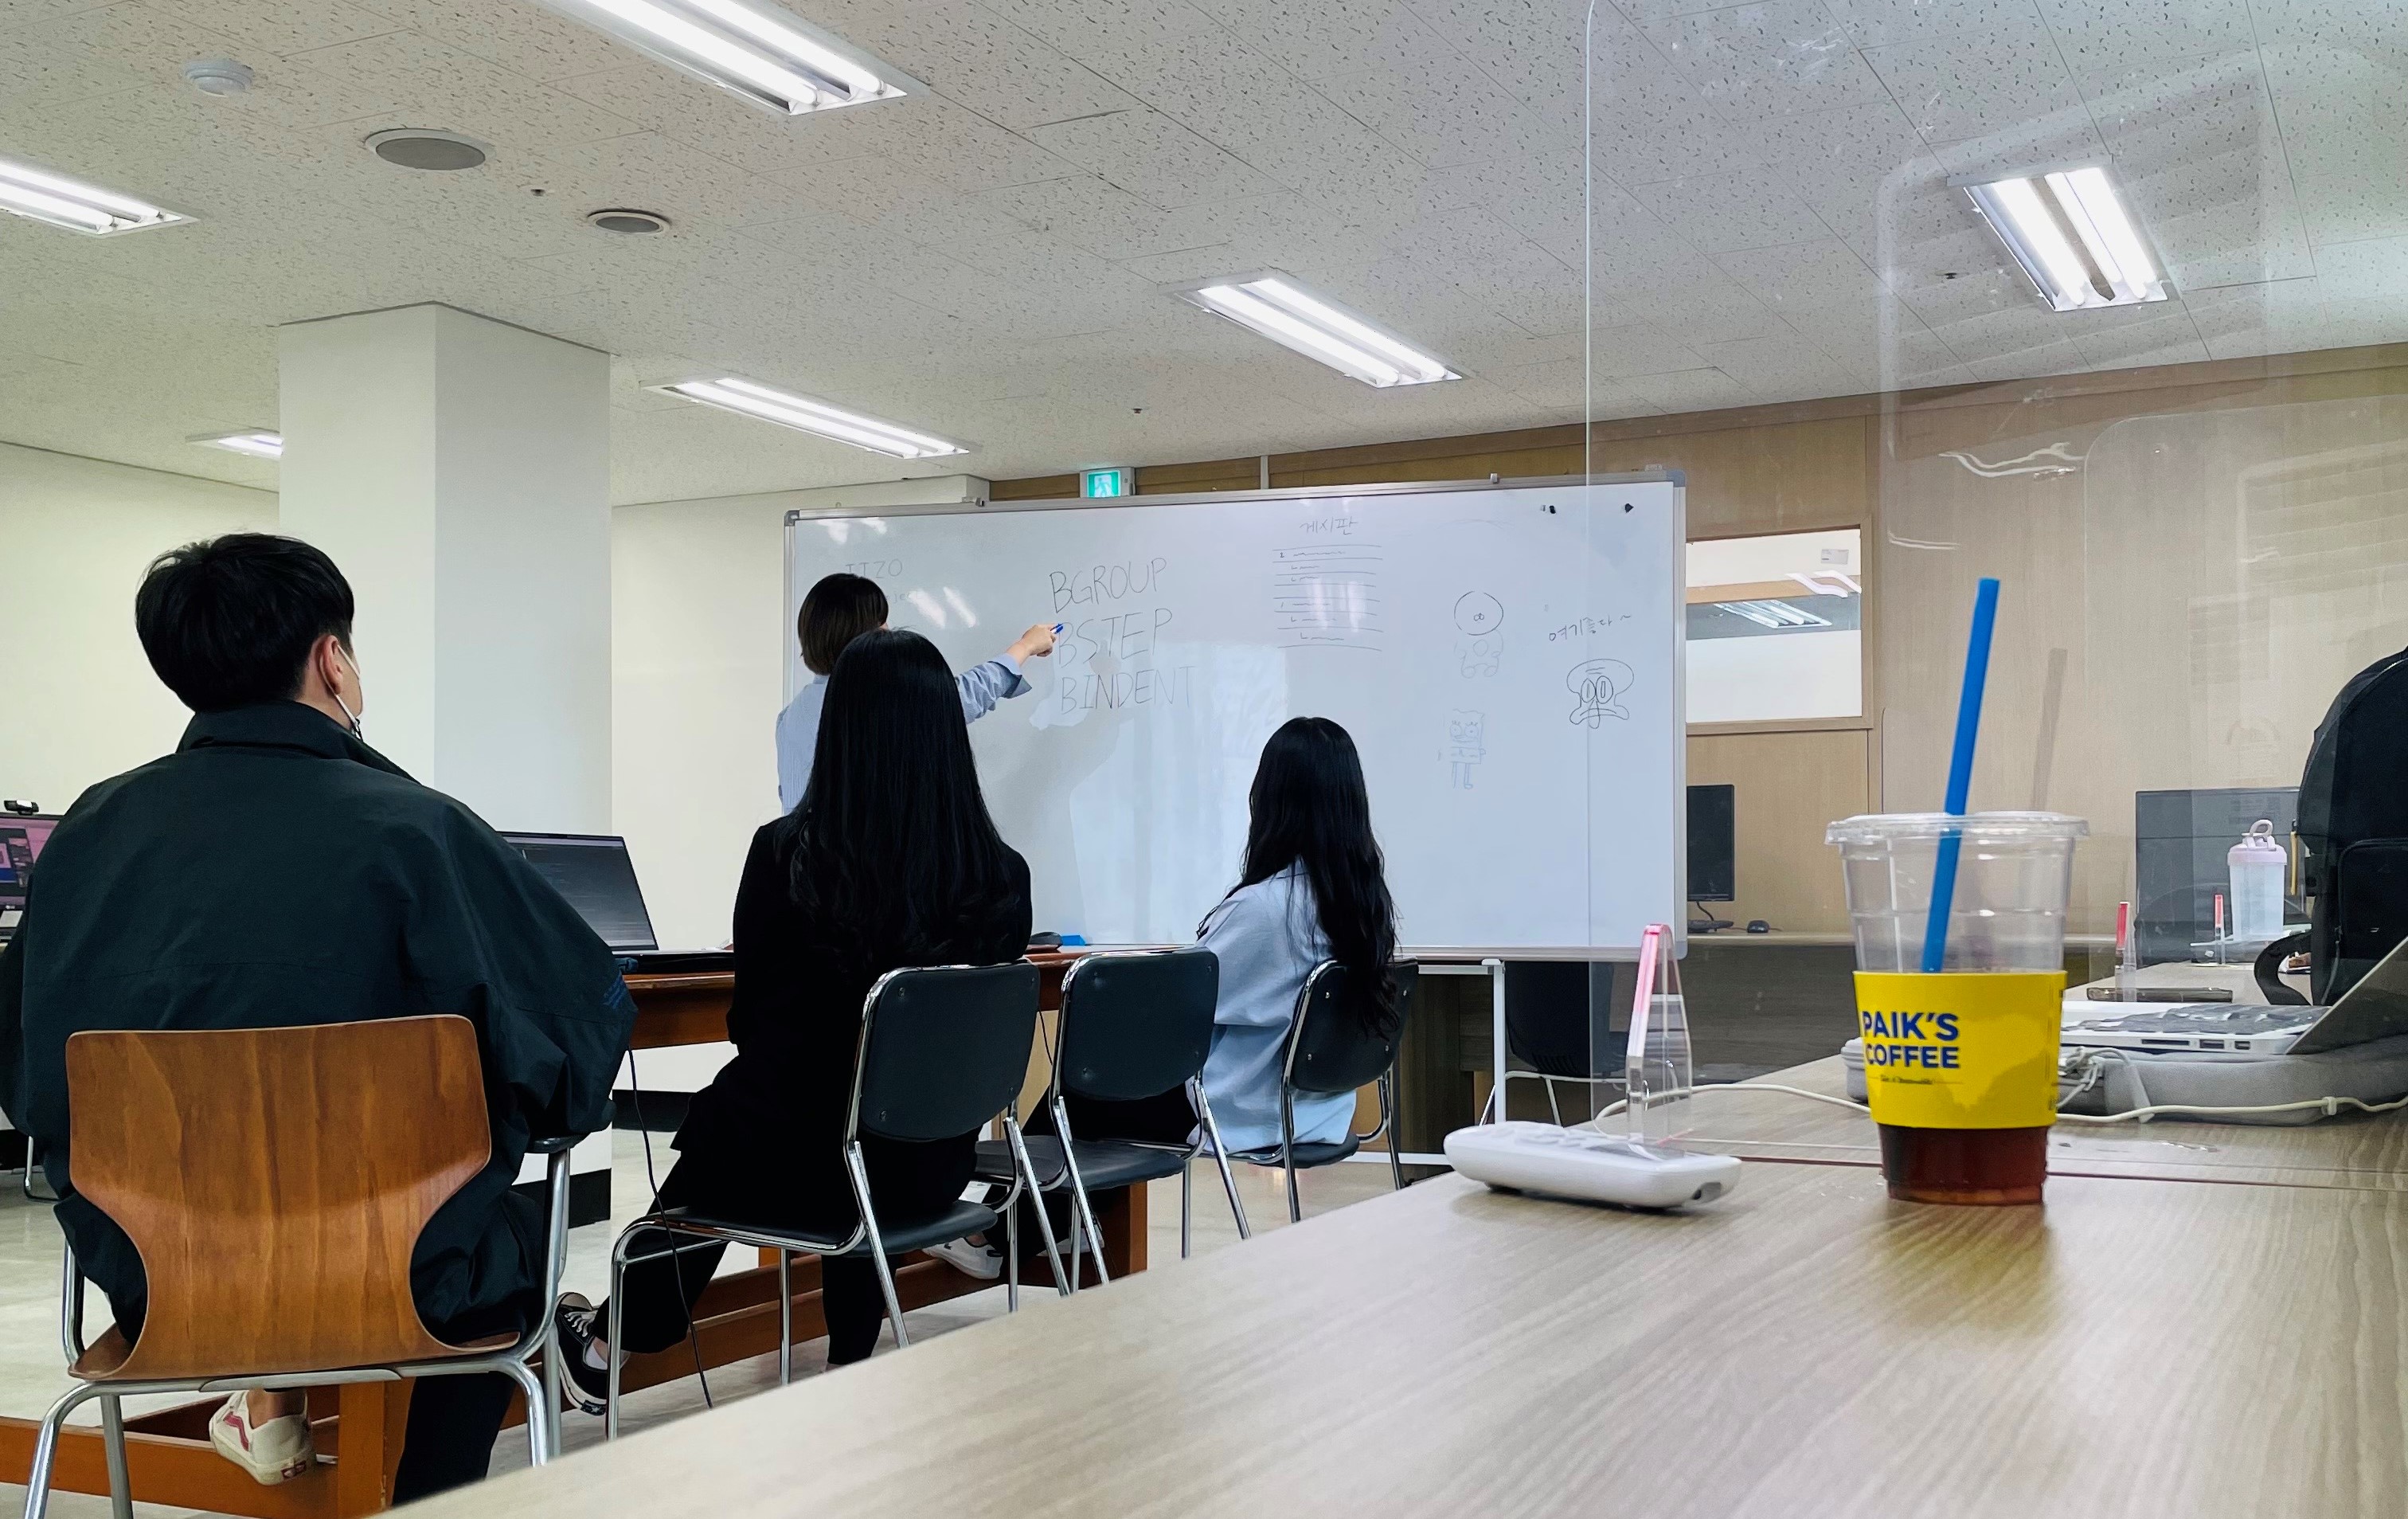 게시판
BGROUP
BSTEP
BINDENT
여기좋다~
PAIK'S
COFFEE